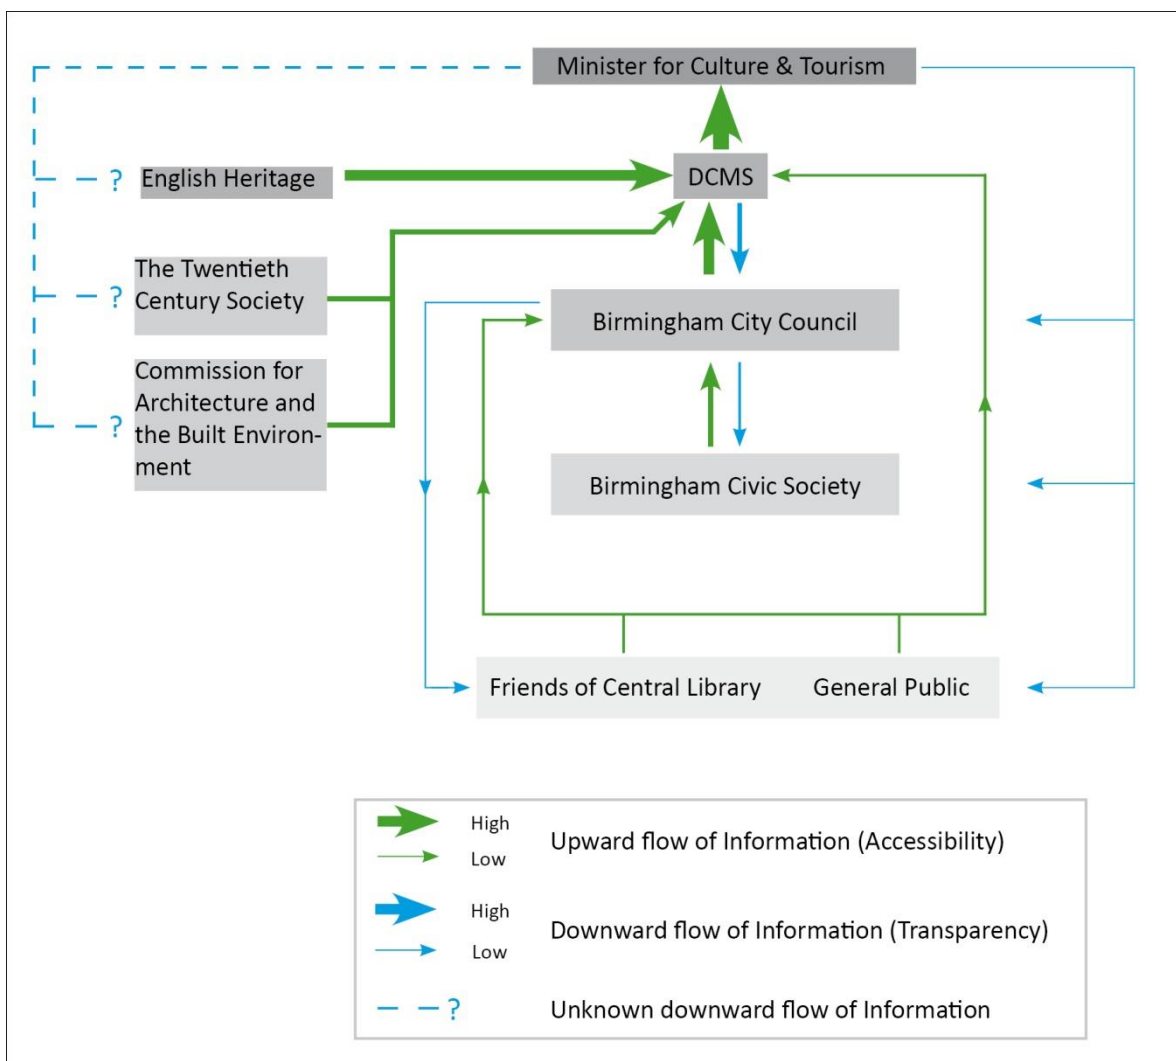 Minister for Culture & Tourism
? English Heritage
DCMS
? The Twentieth
Century Society
Birmingham City Council
? Commission for
Architecture and
the Built Environ-
ment
Birmingham Civic Society
Friends of Central Library
General Public
High
Low
Upward flow of Information (Accessibility)
High
Low
Downward flow of Information (Transparency)
? Unknown downward flow of Information